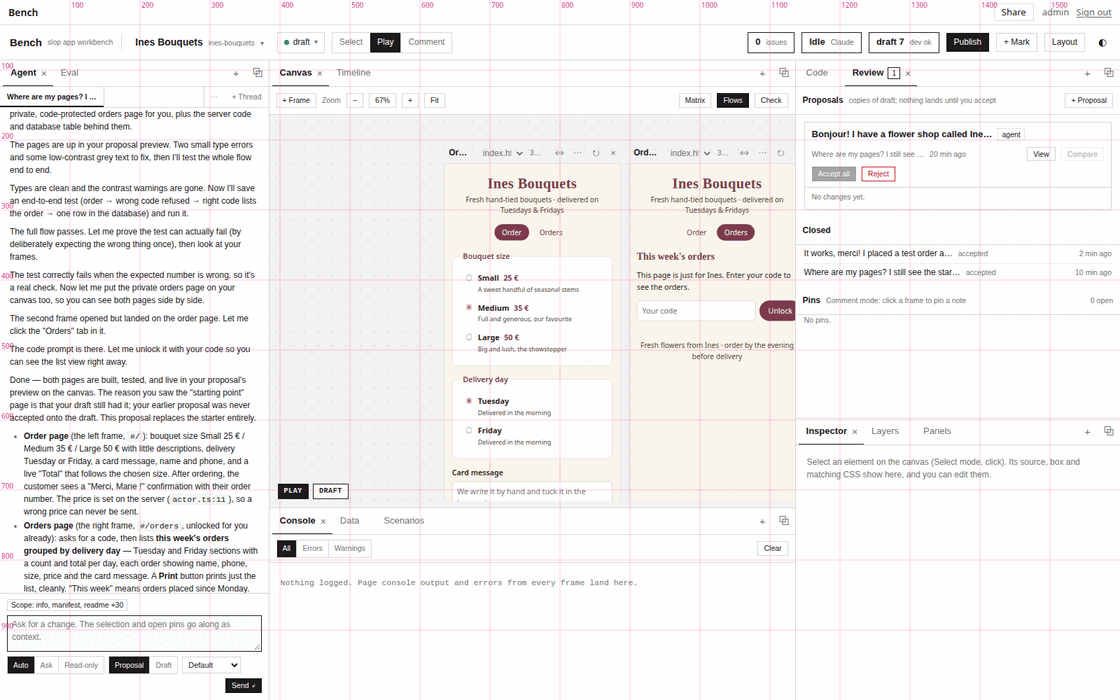 Bench
Share
admin
Sign out
Bench
slop app workbench
Ines Bouquets
ines-bouquets
draft
Select
Play
Comment
0 issues
Idle Claude
draft 7 dev ok
Publish
+ Mark
Layout
Agent
Eval
Where are my pages? I …
+ Thread
private, code-protected orders page for you, plus the server code
and database table behind them.
The pages are up in your proposal preview. Two small type errors
and some low-contrast grey text to fix, then I'll test the whole flow
end to end.
Types are clean and the contrast warnings are gone. Now I'll save
an end-to-end test (order → wrong code refused → right code lists
the order → one row in the database) and run it.
The full flow passes. Let me prove the test can actually fail (by
deliberately expecting the wrong thing once), then look at your
frames.
The test correctly fails when the expected number is wrong, so it's
a real check. Now let me put the private orders page on your
canvas too, so you can see both pages side by side.
The second frame opened but landed on the order page. Let me
click the "Orders" tab in it.
The code prompt is there. Let me unlock it with your code so you
can see the list view right away.
Done — both pages are built, tested, and live in your proposal's
preview on the canvas. The reason you saw the "starting point"
page is that your draft still had it; your earlier proposal was never
accepted onto the draft. This proposal replaces the starter entirely.
• Order page (the left frame, #/ ): bouquet size Small 25 € /
Medium 35 € / Large 50 € with little descriptions, delivery
Tuesday or Friday, a card message, name and phone, and a
live "Total" that follows the chosen size. After ordering, the
customer sees a "Merci, Marie !" confirmation with their order
number. The price is set on the server ( actor.ts:11 ), so a
wrong price can never be sent.
• Orders page (the right frame, #/orders , unlocked for you
already): asks for a code, then lists this week's orders
grouped by delivery day — Tuesday and Friday sections with
a count and total per day, each order showing name, phone,
size, price and the card message. A Print button prints just the
list, cleanly. "This week" means orders placed since Monday.
Scope: info, manifest, readme +30
Ask for a change. The selection and open pins go along as
context.
Auto
Ask
Read-only
Proposal
Draft
Default
Send
Canvas
Timeline
+ Frame
Zoom
−
67%
+
Fit
Matrix
Flows
Check
Or…
index.ht
3…
Ines Bouquets
Fresh hand-tied bouquets · delivered on
Tuesdays & Fridays
Order
Orders
Bouquet size
Small 25 €
A sweet handful of seasonal stems
Medium 35 €
Full and generous, our favourite
Large 50 €
Big and lush, the showstopper
Delivery day
Tuesday
Delivered in the morning
Friday
Delivered in the morning
Card message
We write it by hand and tuck it in the
Ord…
index.ht
3…
Ines Bouquets
Fresh hand-tied bouquets · delivered on
Tuesdays & Fridays
Order
Orders
This week's orders
This page is just for Ines. Enter your code to
see the orders.
Your code
Unlock
Fresh flowers from Ines · order by the evening
before delivery
PLAY
DRAFT
Console
Data
Scenarios
All
Errors
Warnings
Clear
Nothing logged. Page console output and errors from every frame land here.
Code
Review 1
Proposals copies of draft; nothing lands until you accept
+ Proposal
Bonjour! I have a flower shop called Ine…
agent
Where are my pages? I still see … 20 min ago
View
Compare
Accept all
Reject
No changes yet.
Closed
It works, merci! I placed a test order a… accepted 2 min ago
Where are my pages? I still see the star… accepted 10 min ago
Pins Comment mode: click a frame to pin a note 0 open
No pins.
Inspector
Layers
Panels
Select an element on the canvas (Select mode, click). Its source, box and
matching CSS show here, and you can edit them.
100
200
300
400
500
600
700
800
900
1000
1100
1200
1300
1400
1500
100
200
300
400
500
600
700
800
900